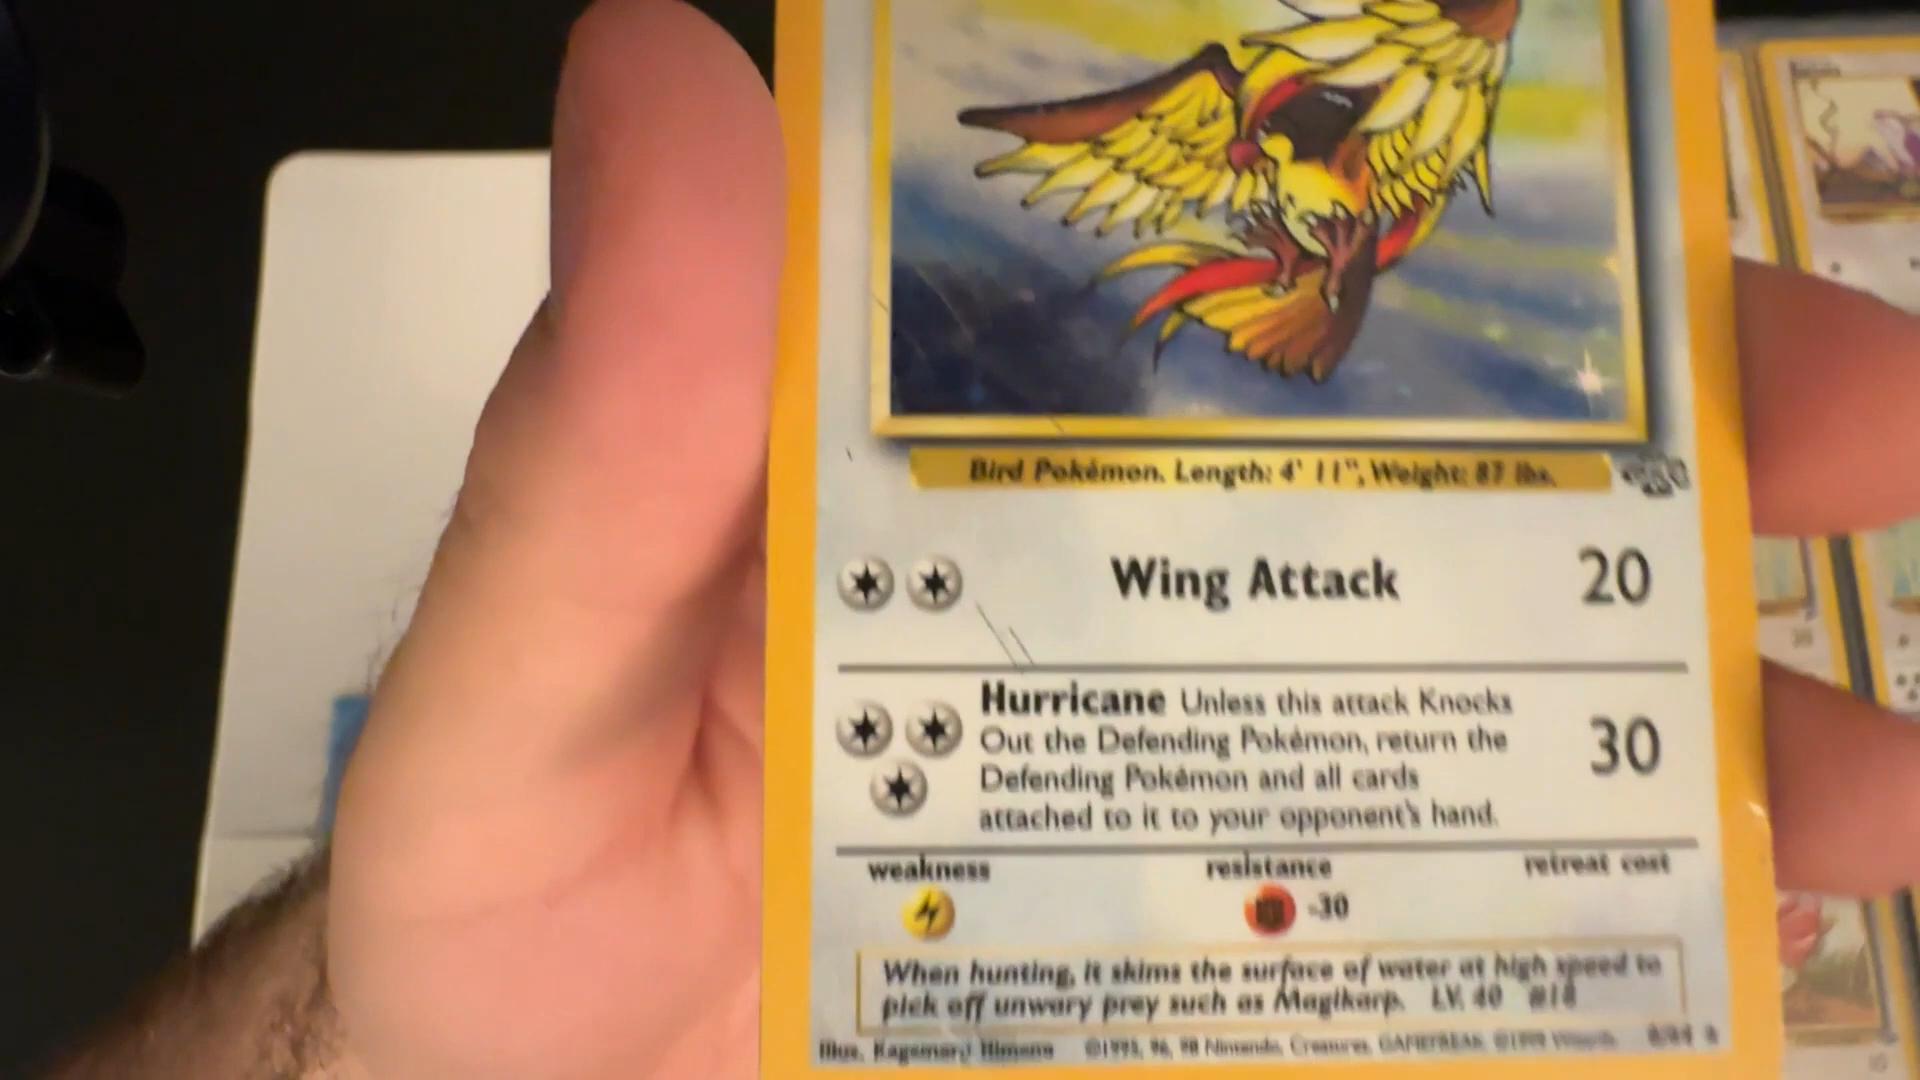 Bird Pokémon. Length: 4' 11", Weight: 87 lbs.
Wing Attack 20
Hurricane Unless this attack Knocks
Out the Defending Pokémon, return the
Defending Pokémon and all cards
attached to it to your opponent's hand.
30
weakness resistance retreat cost
-30
When hunting, it skims the surface of water at high speed to
pick off unwary prey such as Magikarp. LV. 40 #18
Illus. Kagemaru Himeno ©1995, 96, 98 Nintendo, Creatures, GAMEFREAK. ©1999 Wizards. 8/64 ★